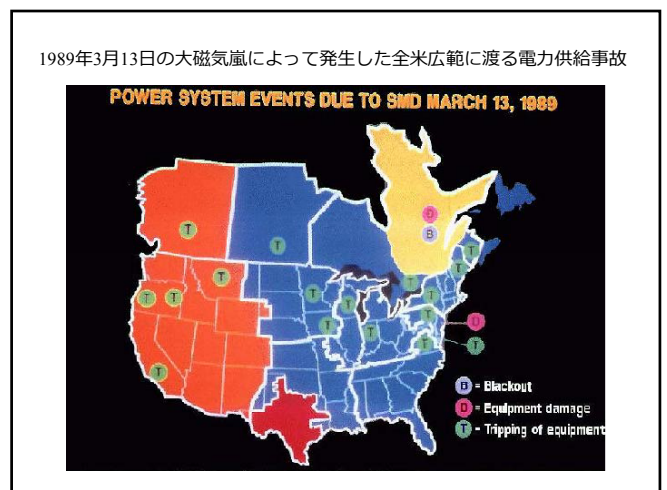 1989年3月13日の大磁気嵐によって発生した全米広範に渡る電力供給事故
POWER SYSTEM EVENTS DUE TO SMD MARCH 13, 1989
D
T B
T T
T T
T T T
T T T
T D
T T T
T
B = Blackout
D = Equipment damage
T = Tripping of equipment